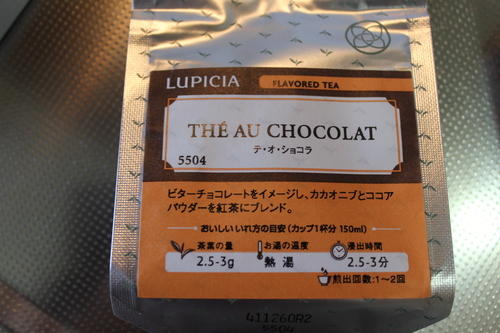 LUPICIA FLAVORED TEA
THÉ AU CHOCOLAT
テ・オ・ショコラ
5504
ビターチョコレートをイメージし、カカオニブとココア
パウダーを紅茶にブレンド。
おいしいいれ方の目安(カップ1杯分 150ml)
茶葉の量 お湯の温度 浸出時間
2.5-3g 熱湯 2.5-3分
煎出回数:1〜2回
411260R2
5504